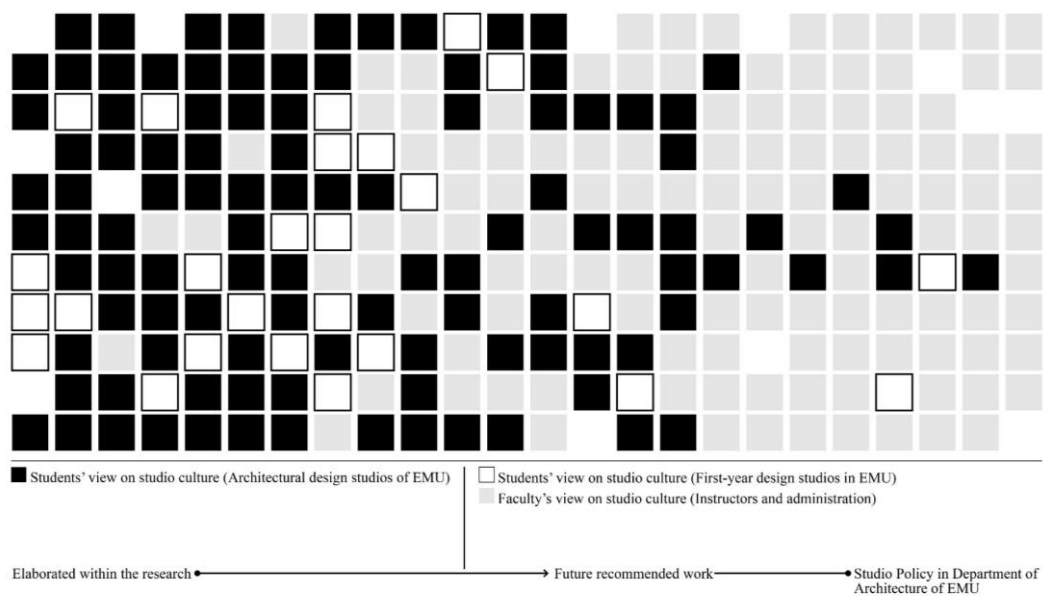 Students’ view on studio culture (Architectural design studios of EMU)
Students’ view on studio culture (First-year design studios in EMU)
Faculty’s view on studio culture (Instructors and administration)
Elaborated within the research
Future recommended work
Studio Policy in Department of
Architecture of EMU